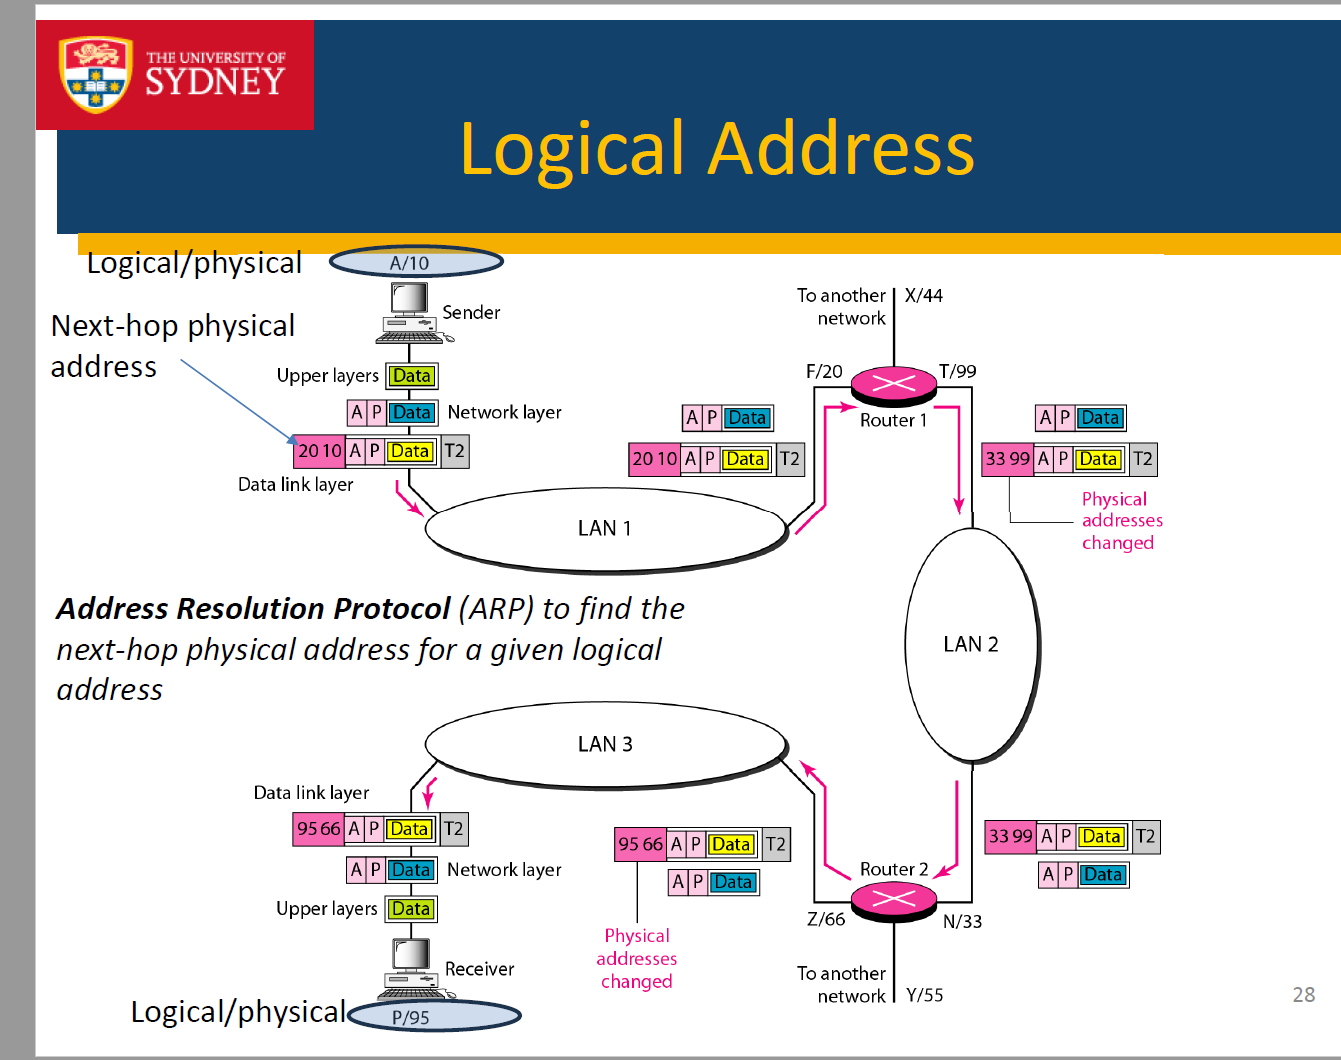 THE UNIVERSITY OF
SYDNEY
Logical Address
Logical/physical
A/10
Next-hop physical
address
Sender
Upper layers
Data
A P Data
Network layer
20 10 A P Data T2
Data link layer
To another
network
X/44
F/20
T/99
Router 1
A P Data
20 10 A P Data T2
A P Data
33 99 A P Data T2
Physical
addresses
changed
LAN 1
Address Resolution Protocol (ARP) to find the
next-hop physical address for a given logical
address
LAN 2
LAN 3
Data link layer
95 66 A P Data T2
A P Data
Network layer
Upper layers
Data
Receiver
Logical/physical
P/95
95 66 A P Data T2
A P Data
Physical
addresses
changed
Router 2
33 99 A P Data T2
A P Data
Z/66
N/33
To another
network
Y/55
28